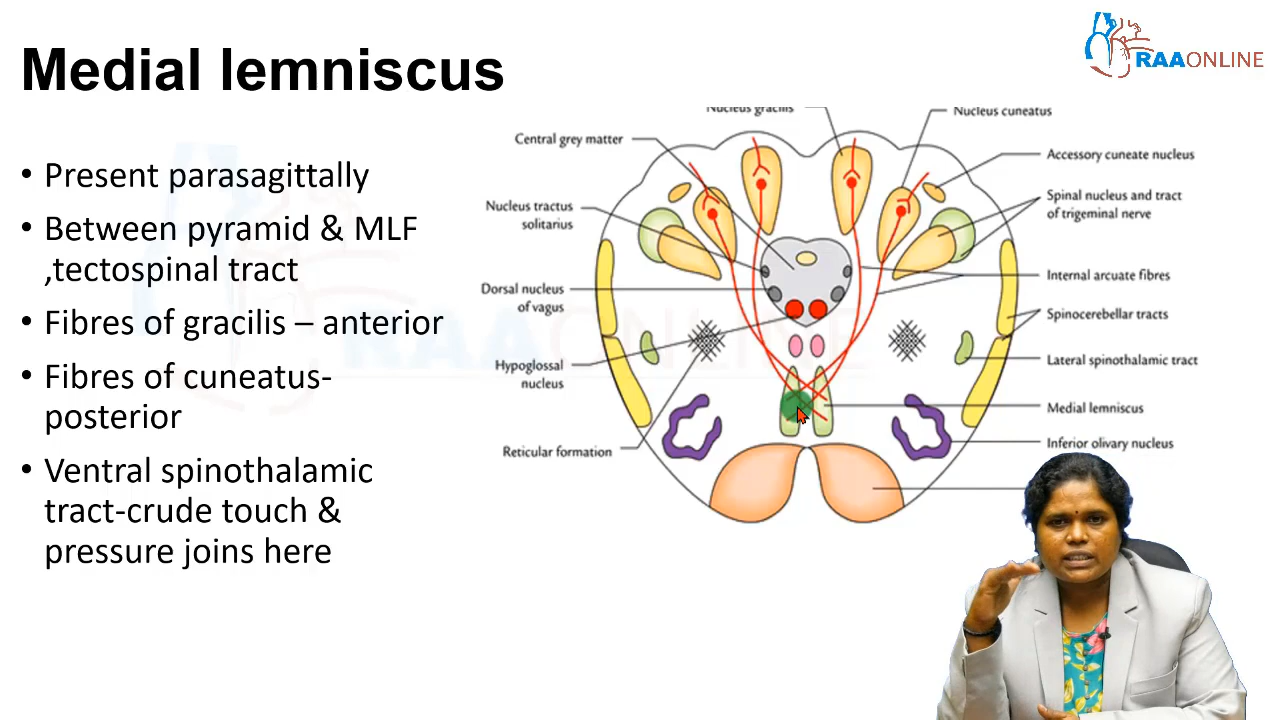 Medial lemniscus
RAAONLINE
• Present parasagittally
• Between pyramid & MLF
,tectospinal tract
• Fibres of gracilis – anterior
• Fibres of cuneatus-
posterior
• Ventral spinothalamic
tract-crude touch &
pressure joins here
Nucleus gracilis
Nucleus cuneatus
Central grey matter
Accessory cuneate nucleus
Nucleus tractus
solitarius
Spinal nucleus and tract
of trigeminal nerve
Dorsal nucleus
of vagus
Internal arcuate fibres
Spinocerebellar tracts
Hypoglossal
nucleus
Lateral spinothalamic tract
Medial lemniscus
Reticular formation
Inferior olivary nucleus
RAAONLINE